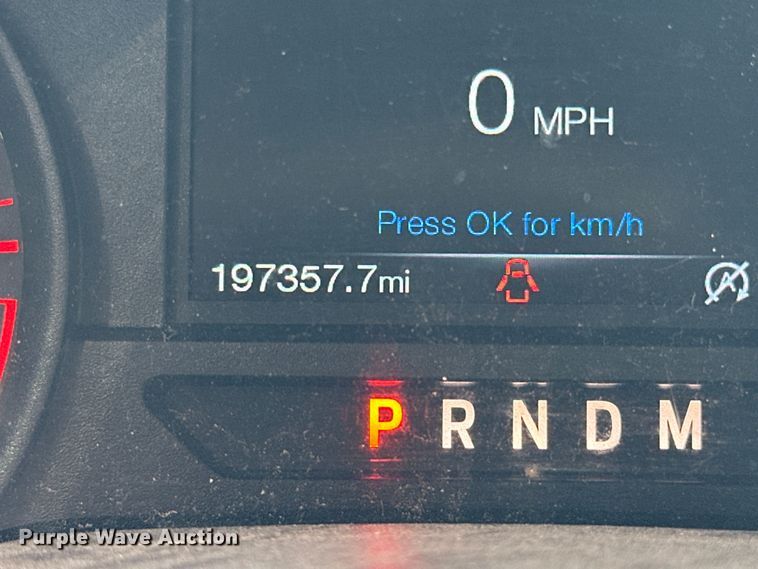 0 MPH
Press OK for km/h
197357.7mi
A
P R N D M
Purple Wave Auction